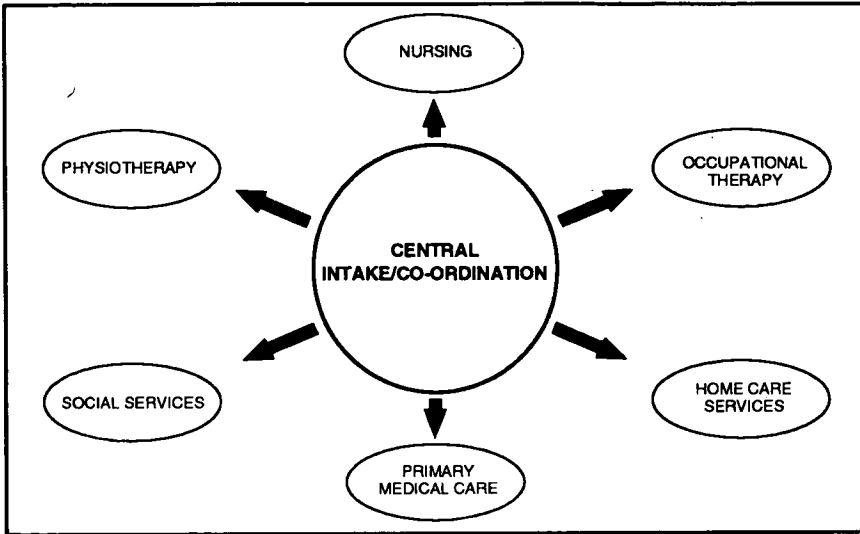 NURSING
PHYSIOTHERAPY
OCCUPATIONAL
THERAPY
CENTRAL
INTAKE/CO-ORDINATION
SOCIAL SERVICES
HOME CARE
SERVICES
PRIMARY
MEDICAL CARE